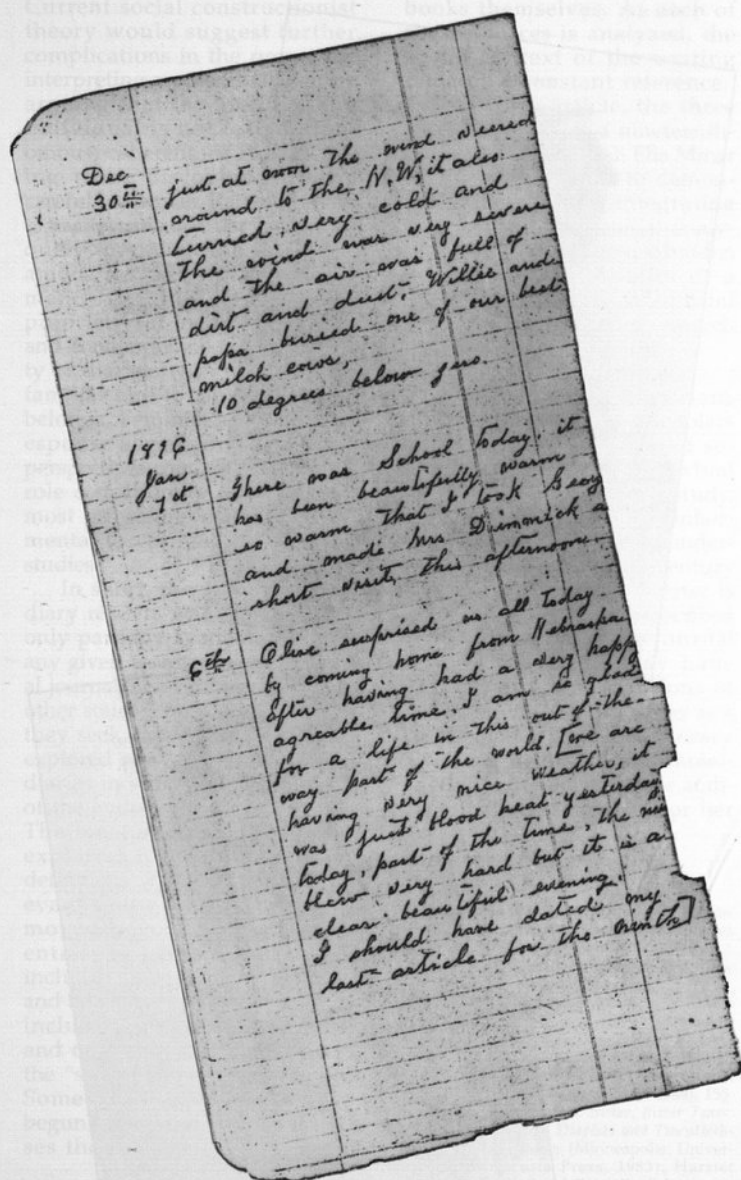 Dec
30th just at noon the wind veered
around to the N.W, it also
turned very cold and
the wind was very severe
and the air was full of
dirt and dust, Willie and
papa buried one of our best
milch cows,
10 degrees below zero.
1896
Jan
1st There was School today, it
has been beautifully warm
so warm that I took
and made Mrs Dimmick a
short visit, this afternoon.
6th Olive surprised us all today
by coming home from Nebraska
after having had a very happy
agreable time, I am so glad
for a life in this out-of-the-
way part of the world. [we are
having very nice weather, it
was just blood heat yesterday
today, part of the time, the
blew very hard but it is a
clear beautiful evening.
I should have dated my
last article for the ninth]